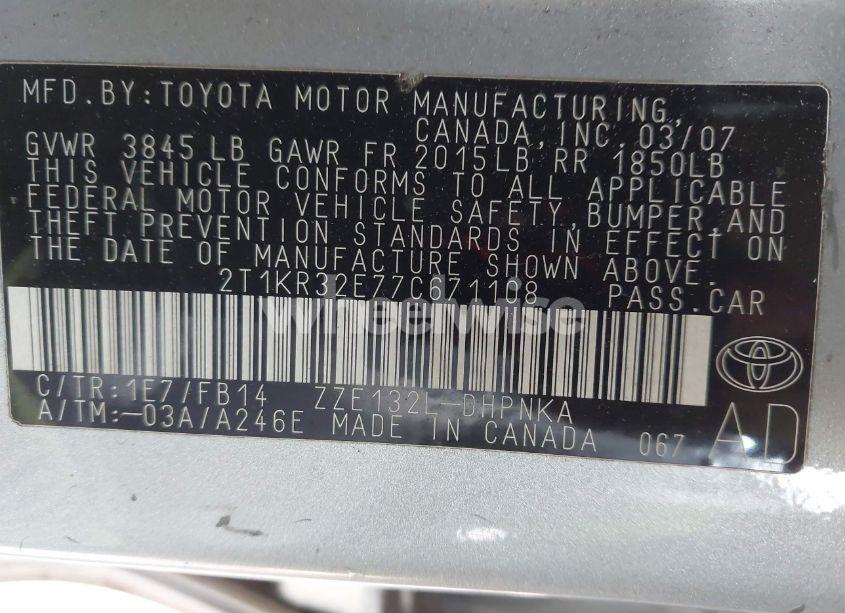 MFD.BY:TOYOTA MOTOR MANUFACTURING,
CANADA,INC. 03/07
GVWR 3845 LB GAWR FR 2015LB RR 1850LB
THIS VEHICLE CONFORMS TO ALL APPLICABLE
FEDERAL MOTOR VEHICLE SAFETY,BUMPER,AND
THEFT PREVENTION STANDARDS IN EFFECT ON
THE DATE OF MANUFACTURE SHOWN ABOVE.
2T1KR32E77C671108 PASS.CAR
wheelwise
C/TR:1E7/FB14 ZZE132L-DHPNKA
A/TM:-03A/A246E MADE IN CANADA 067 AD